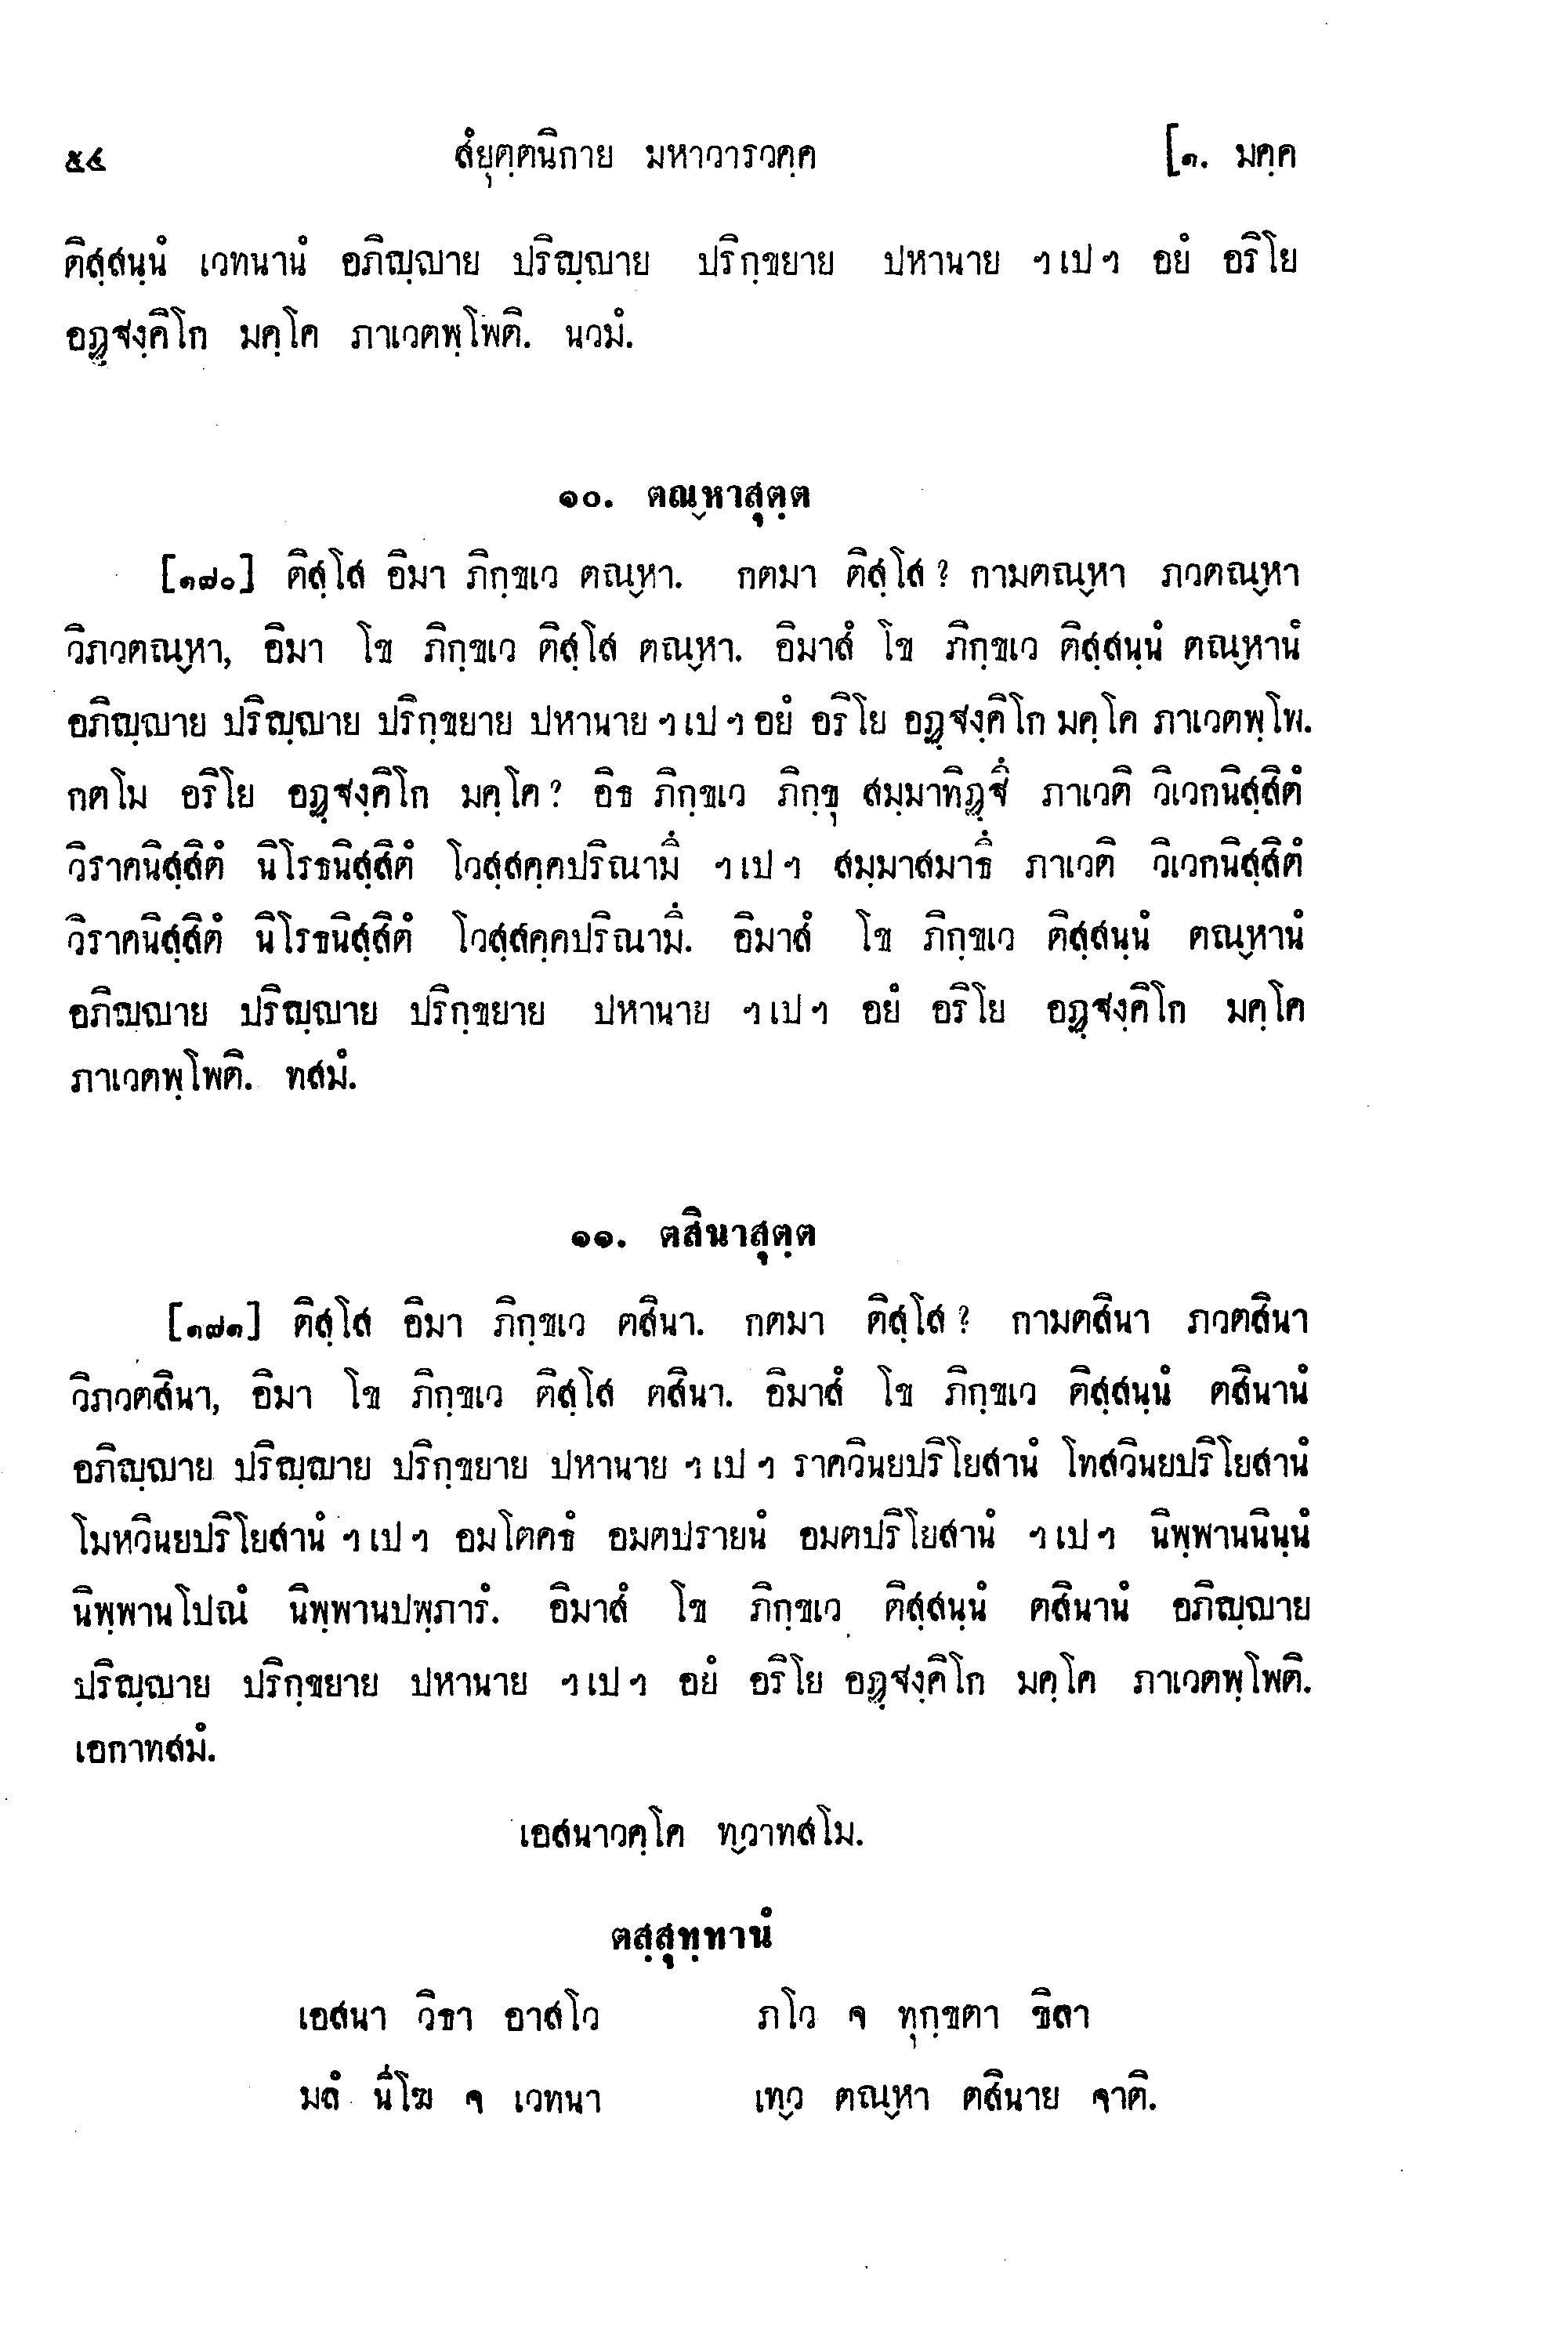 ๕๔ สํยุตฺตนิกาย มหาวารวคฺค [๑. มคฺค
ติสฺสนฺนํ เวทนานํ อภิญฺญาย ปริญฺญาย ปริกฺขยาย ปหานาย ฯ เป ฯ อยํ อริโย
อฏฺฐงฺคิโก มคฺโค ภาเวตพฺโพติ. นวมํ.
๑๐. ตณฺหาสุตฺต
[๑๗๐] ติสฺโส อิมา ภิกฺขเว ตณฺหา. กตมา ติสฺโส? กามตณฺหา ภวตณฺหา
วิภวตณฺหา, อิมา โข ภิกฺขเว ติสฺโส ตณฺหา. อิมาสํ โข ภิกฺขเว ติสฺสนฺนํ ตณฺหานํ
อภิญฺญาย ปริญฺญาย ปริกฺขยาย ปหานาย ฯ เป ฯ อยํ อริโย อฏฺฐงฺคิโก มคฺโค ภาเวตพฺโพ.
กตโม อริโย อฏฺฐงฺคิโก มคฺโค? อิธ ภิกฺขเว ภิกฺขุ สมฺมาทิฏฺฐึ ภาเวติ วิเวกนิสฺสิตํ
วิราคนิสฺสิตํ นิโรธนิสฺสิตํ โวสฺสคฺคปริณามึ ฯ เป ฯ สมฺมาสมาธึ ภาเวติ วิเวกนิสฺสิตํ
วิราคนิสฺสิตํ นิโรธนิสฺสิตํ โวสฺสคฺคปริณามึ. อิมาสํ โข ภิกฺขเว ติสฺสนฺนํ ตณฺหานํ
อภิญฺญาย ปริญฺญาย ปริกฺขยาย ปหานาย ฯ เป ฯ อยํ อริโย อฏฺฐงฺคิโก มคฺโค
ภาเวตพฺโพติ. ทสมํ.
๑๑. ตสินาสุตฺต
[๑๗๑] ติสฺโส อิมา ภิกฺขเว ตสินา. กตมา ติสฺโส? กามตสินา ภวตสินา
วิภวตสินา, อิมา โข ภิกฺขเว ติสฺโส ตสินา. อิมาสํ โข ภิกฺขเว ติสฺสนฺนํ ตสินานํ
อภิญฺญาย ปริญฺญาย ปริกฺขยาย ปหานาย ฯ เป ฯ ราควินยปริโยสานํ โทสวินยปริโยสานํ
โมหวินยปริโยสานํ ฯ เป ฯ อมโตคธํ อมตปรายนํ อมตปริโยสานํ ฯ เป ฯ นิพฺพานนินฺนํ
นิพฺพานโปณํ นิพฺพานปพฺภารํ. อิมาสํ โข ภิกฺขเว ติสฺสนฺนํ ตสินานํ อภิญฺญาย
ปริญฺญาย ปริกฺขยาย ปหานาย ฯ เป ฯ อยํ อริโย อฏฺฐงฺคิโก มคฺโค ภาเวตพฺโพติ.
เอกาทสมํ.
เอสนาวคฺโค ทฺวาทสโม.
ตสฺสุทฺทานํ
เอสนา วิธา อาสโว ภโว จ ทุกฺขตา ขิลา
มลํ นีโฆ จ เวทนา เทฺว ตณฺหา ตสินาย จาติ.